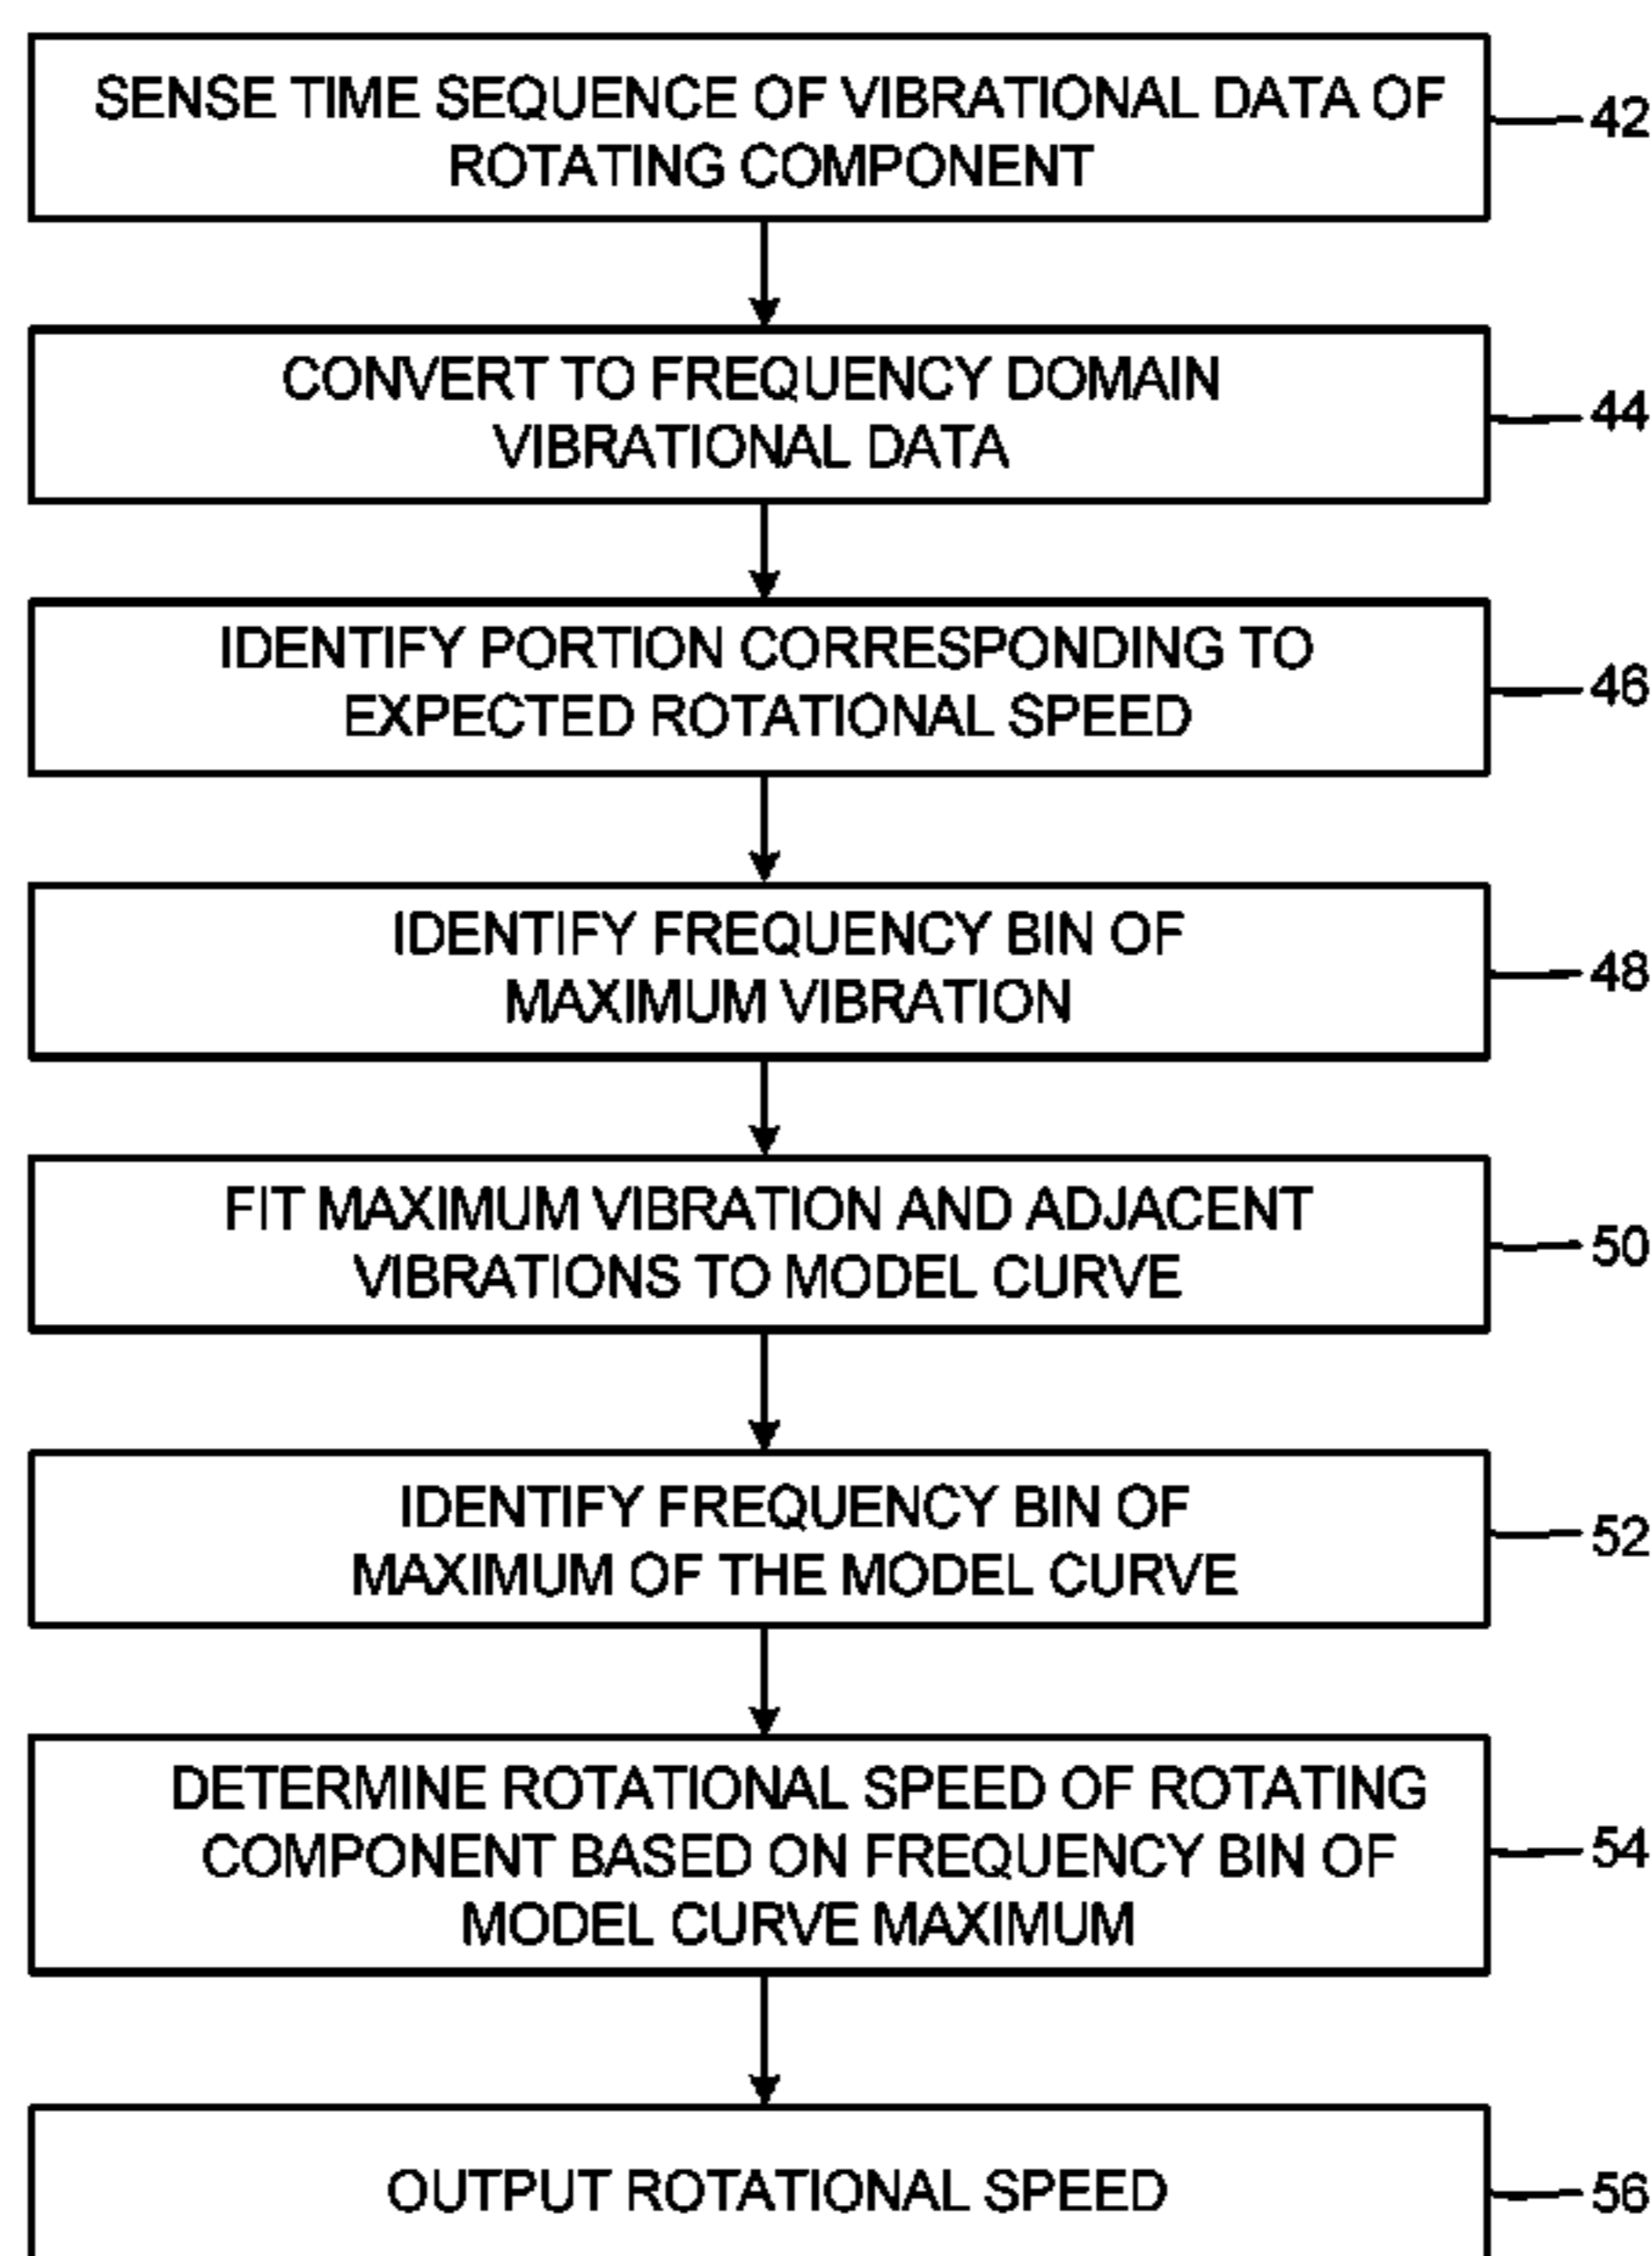 SENSE TIME SEQUENCE OF VIBRATIONAL DATA OF
ROTATING COMPONENT
42
CONVERT TO FREQUENCY DOMAIN
VIBRATIONAL DATA
44
IDENTIFY PORTION CORRESPONDING TO
EXPECTED ROTATIONAL SPEED
46
IDENTIFY FREQUENCY BIN OF
MAXIMUM VIBRATION
48
FIT MAXIMUM VIBRATION AND ADJACENT
VIBRATIONS TO MODEL CURVE
50
IDENTIFY FREQUENCY BIN OF
MAXIMUM OF THE MODEL CURVE
52
DETERMINE ROTATIONAL SPEED OF ROTATING
COMPONENT BASED ON FREQUENCY BIN OF
MODEL CURVE MAXIMUM
54
OUTPUT ROTATIONAL SPEED
56